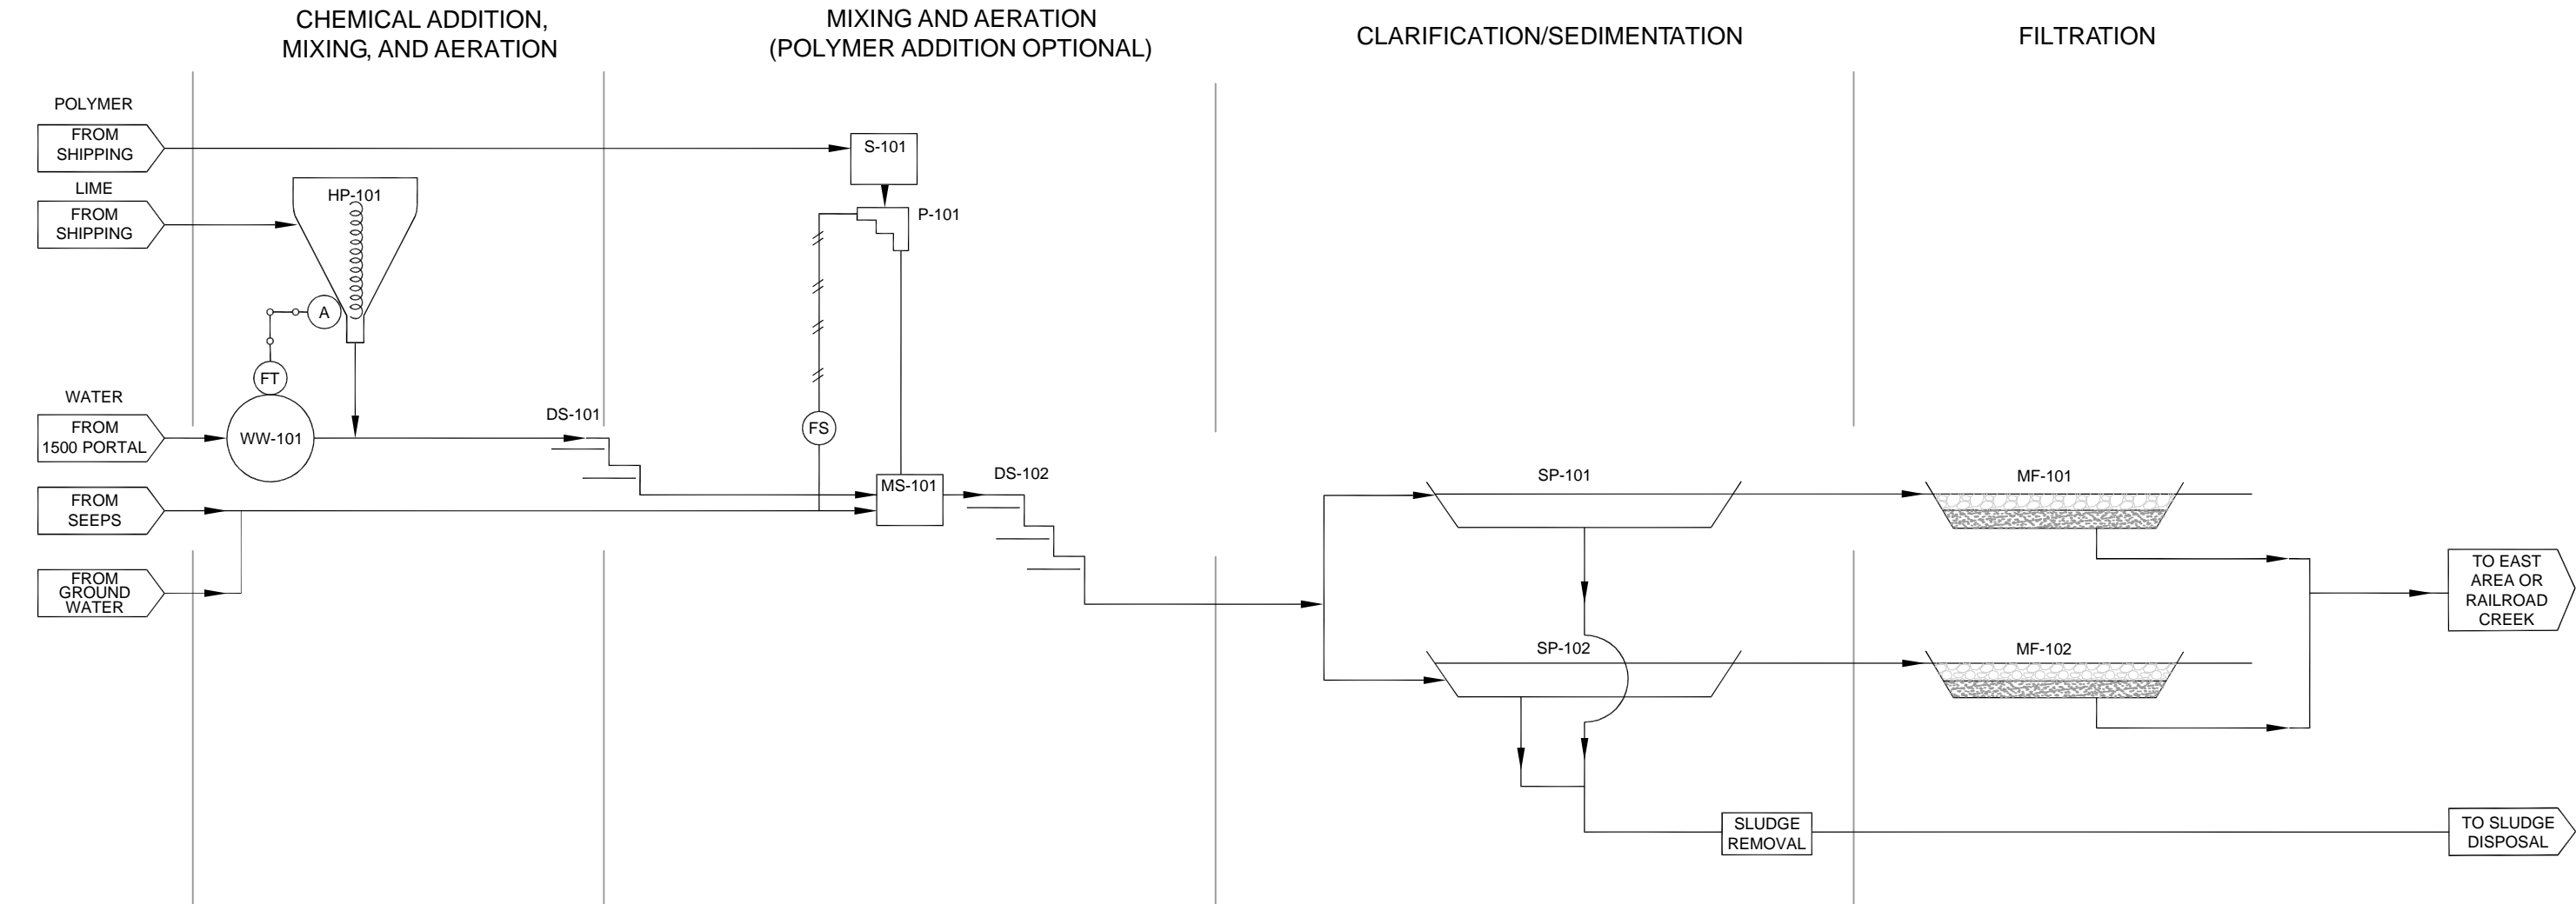 CHEMICAL ADDITION,
MIXING, AND AERATION
MIXING AND AERATION
(POLYMER ADDITION OPTIONAL)
CLARIFICATION/SEDIMENTATION
FILTRATION
POLYMER
FROM
SHIPPING
LIME
FROM
SHIPPING
HP-101
A
FT
WATER
FROM
1500 PORTAL
WW-101
DS-101
FROM
SEEPS
FROM
GROUND
WATER
S-101
P-101
FS
MS-101
DS-102
SP-101
SP-102
MF-101
MF-102
TO EAST
AREA OR
RAILROAD
CREEK
SLUDGE
REMOVAL
TO SLUDGE
DISPOSAL